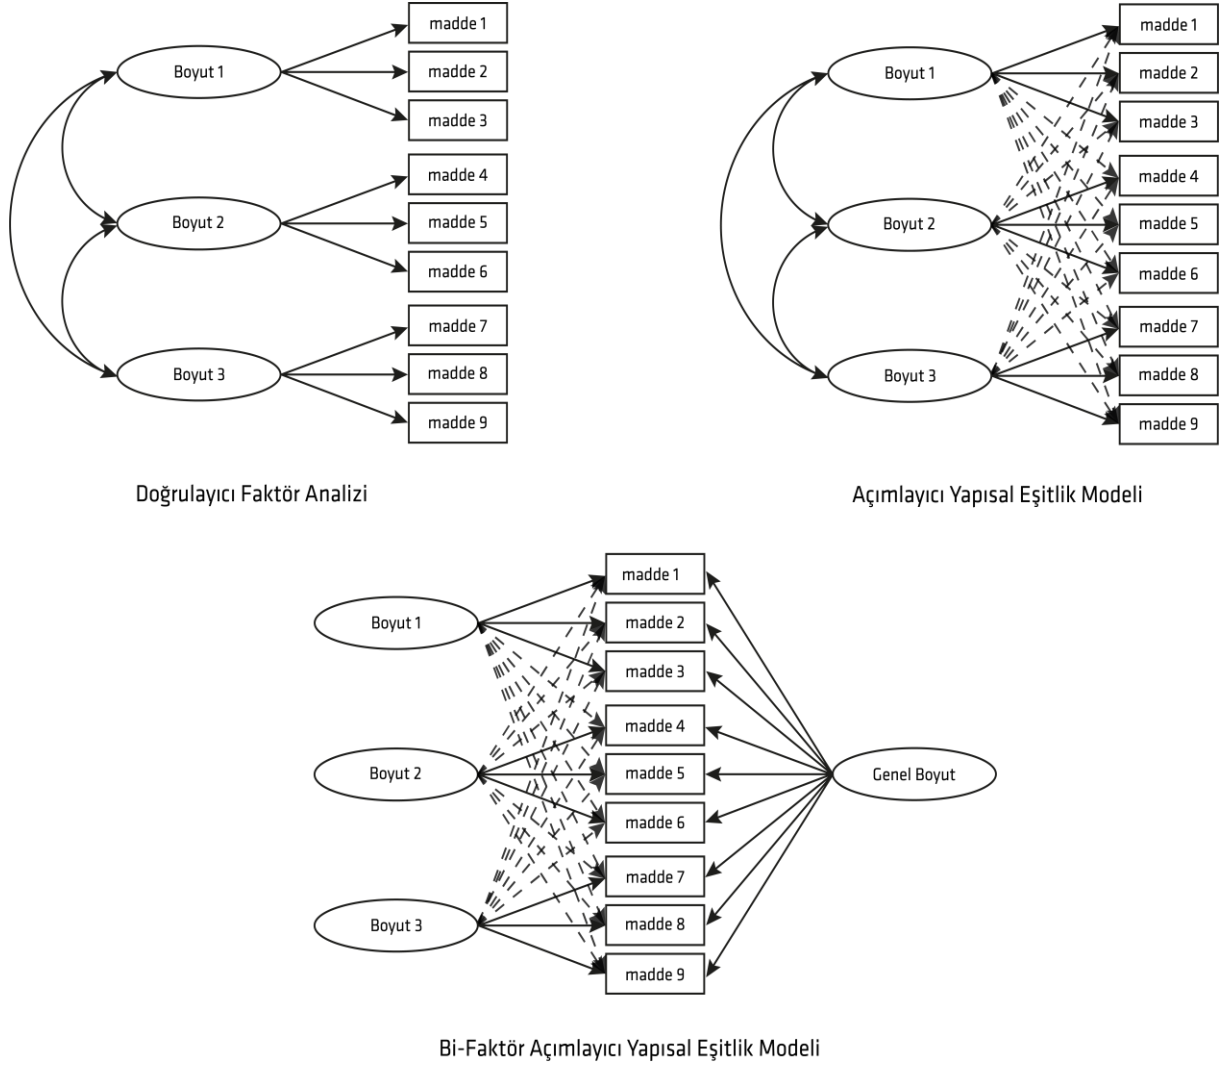 Boyut 1
Boyut 2
Boyut 3
madde 1
madde 2
madde 3
madde 4
madde 5
madde 6
madde 7
madde 8
madde 9
Doğrulayıcı Faktör Analizi
Boyut 1
Boyut 2
Boyut 3
madde 1
madde 2
madde 3
madde 4
madde 5
madde 6
madde 7
madde 8
madde 9
Açımlayıcı Yapısal Eşitlik Modeli
Boyut 1
Boyut 2
Boyut 3
madde 1
madde 2
madde 3
madde 4
madde 5
madde 6
madde 7
madde 8
madde 9
Genel Boyut
Bi-Faktör Açımlayıcı Yapısal Eşitlik Modeli